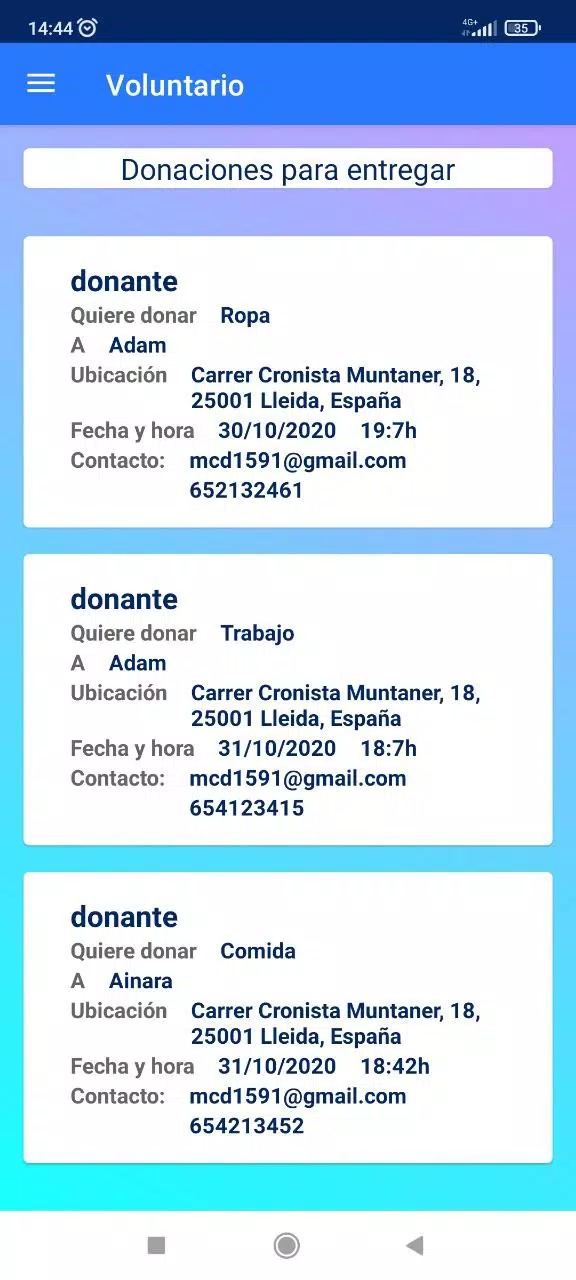 14:44 4G+ 35
Voluntario
Donaciones para entregar
donante
Quiere donar Ropa
A Adam
Ubicación Carrer Cronista Muntaner, 18,
25001 Lleida, España
Fecha y hora 30/10/2020 19:7h
Contacto: mcd1591@gmail.com
652132461
donante
Quiere donar Trabajo
A Adam
Ubicación Carrer Cronista Muntaner, 18,
25001 Lleida, España
Fecha y hora 31/10/2020 18:7h
Contacto: mcd1591@gmail.com
654123415
donante
Quiere donar Comida
A Ainara
Ubicación Carrer Cronista Muntaner, 18,
25001 Lleida, España
Fecha y hora 31/10/2020 18:42h
Contacto: mcd1591@gmail.com
654213452